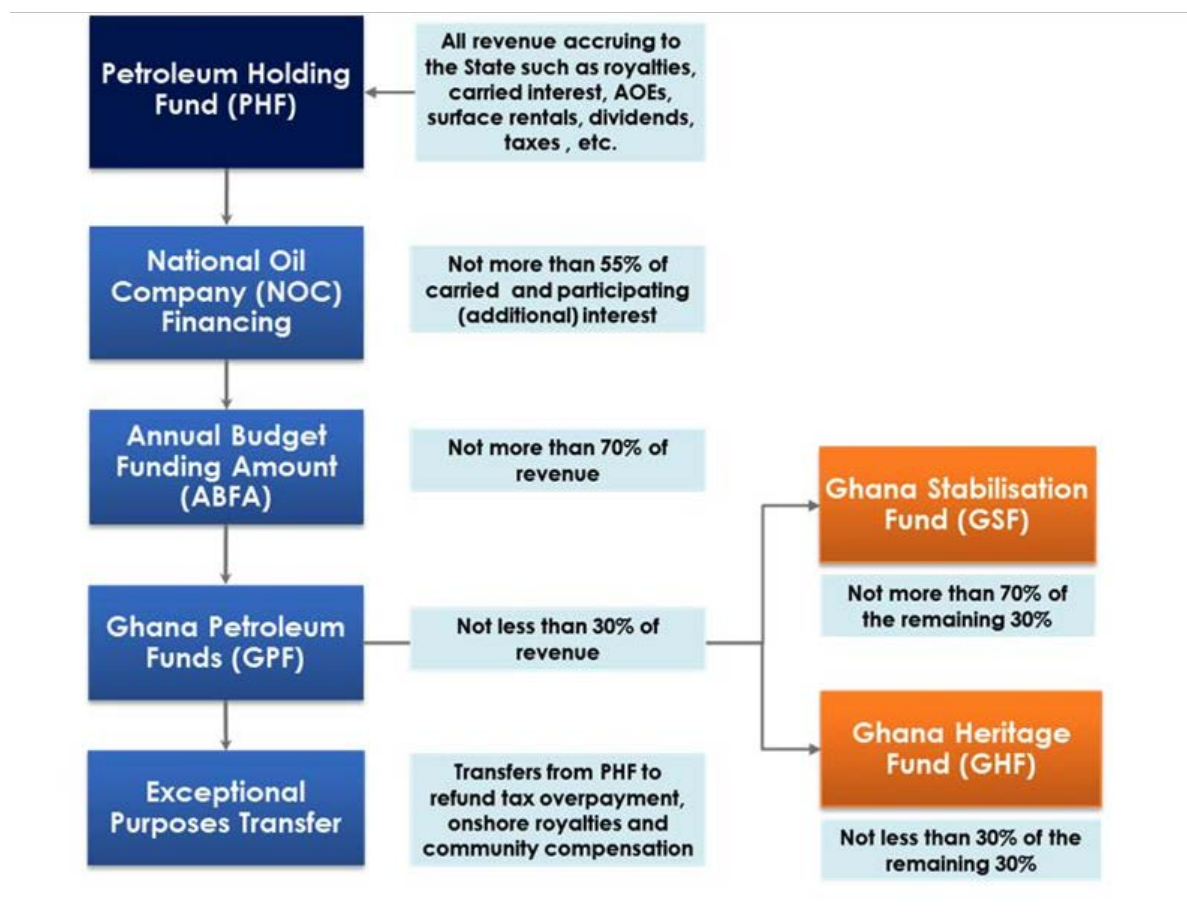 Petroleum Holding
Fund (PHF)
All revenue accruing to
the State such as royalties,
carried interest, AOEs,
surface rentals, dividends,
taxes , etc.
National Oil
Company (NOC)
Financing
Not more than 55% of
carried and participating
(additional) interest
Annual Budget
Funding Amount
(ABFA)
Not more than 70% of
revenue
Ghana Stabilisation
Fund (GSF)
Not more than 70% of
the remaining 30%
Ghana Petroleum
Funds (GPF)
Not less than 30% of
revenue
Ghana Heritage
Fund (GHF)
Not less than 30% of the
remaining 30%
Exceptional
Purposes Transfer
Transfers from PHF to
refund tax overpayment,
onshore royalties and
community compensation